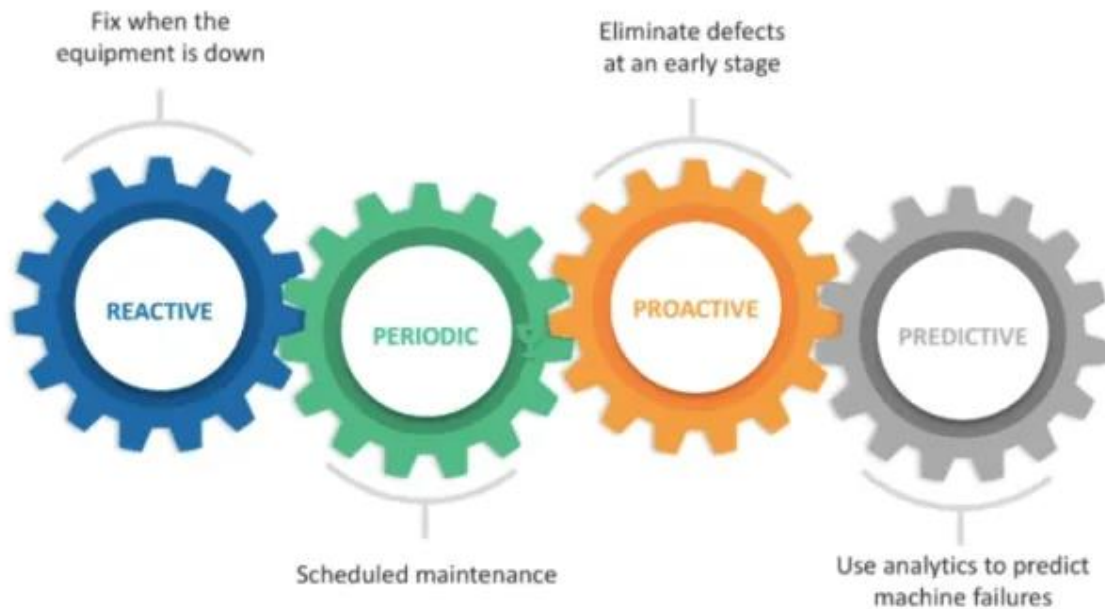 Fix when the
equipment is down
Eliminate defects
at an early stage
REACTIVE
PERIODIC
PROACTIVE
PREDICTIVE
Scheduled maintenance
Use analytics to predict
machine failures